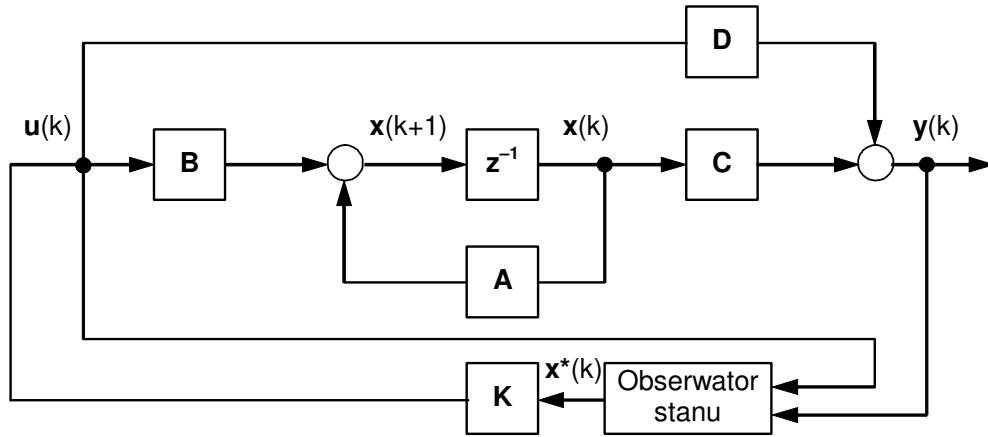 D
u(k)
B
x(k+1)
z⁻¹
x(k)
C
y(k)
A
K
x*(k)
Obserwator
stanu